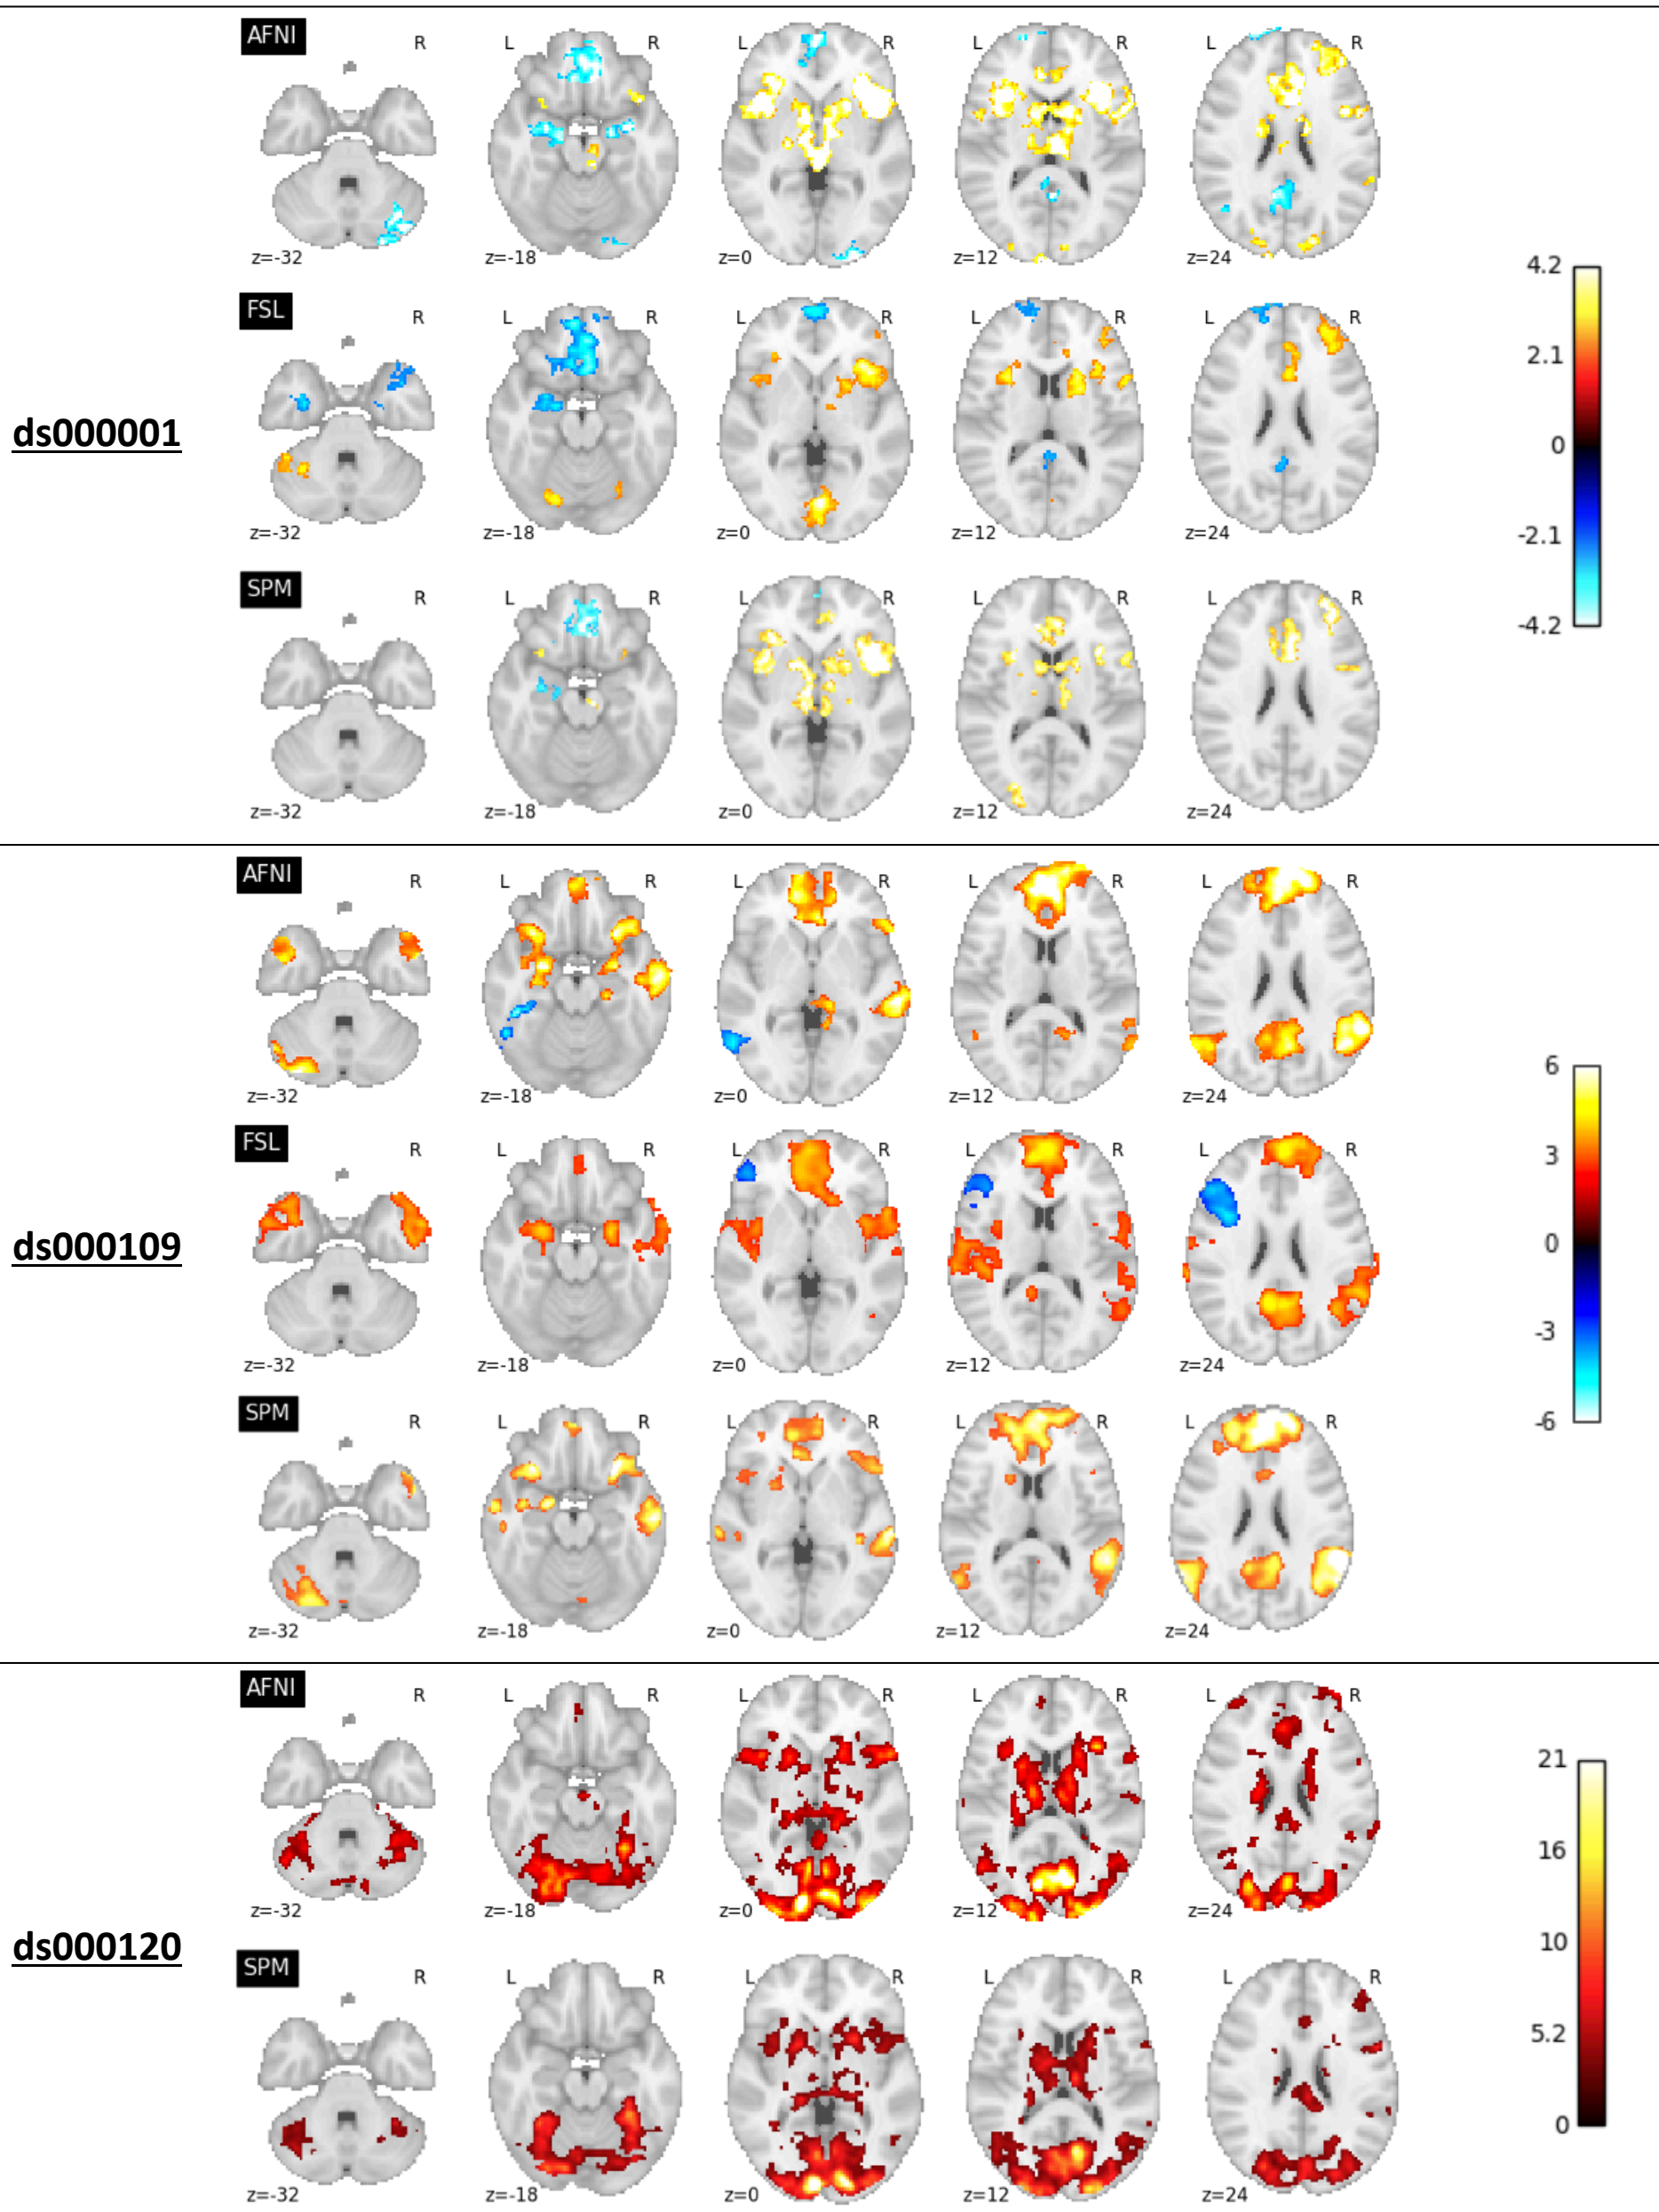 AFNI R L R L R L R L R
z=-32 z=-18 z=0 z=12 z=24
FSL R L R L R L R L R
z=-32 z=-18 z=0 z=12 z=24
SPM R L R L R L R L R
z=-32 z=-18 z=0 z=12 z=24
ds000001
4.2
2.1
0
-2.1
-4.2
AFNI R L R L R L R L R
z=-32 z=-18 z=0 z=12 z=24
FSL R L R L R L R L R
z=-32 z=-18 z=0 z=12 z=24
SPM R L R L R L R L R
z=-32 z=-18 z=0 z=12 z=24
ds000109
6
3
0
-3
-6
AFNI R L R L R L R L R
z=-32 z=-18 z=0 z=12 z=24
SPM R L R L R L R L R
z=-32 z=-18 z=0 z=12 z=24
ds000120
21
16
10
5.2
0